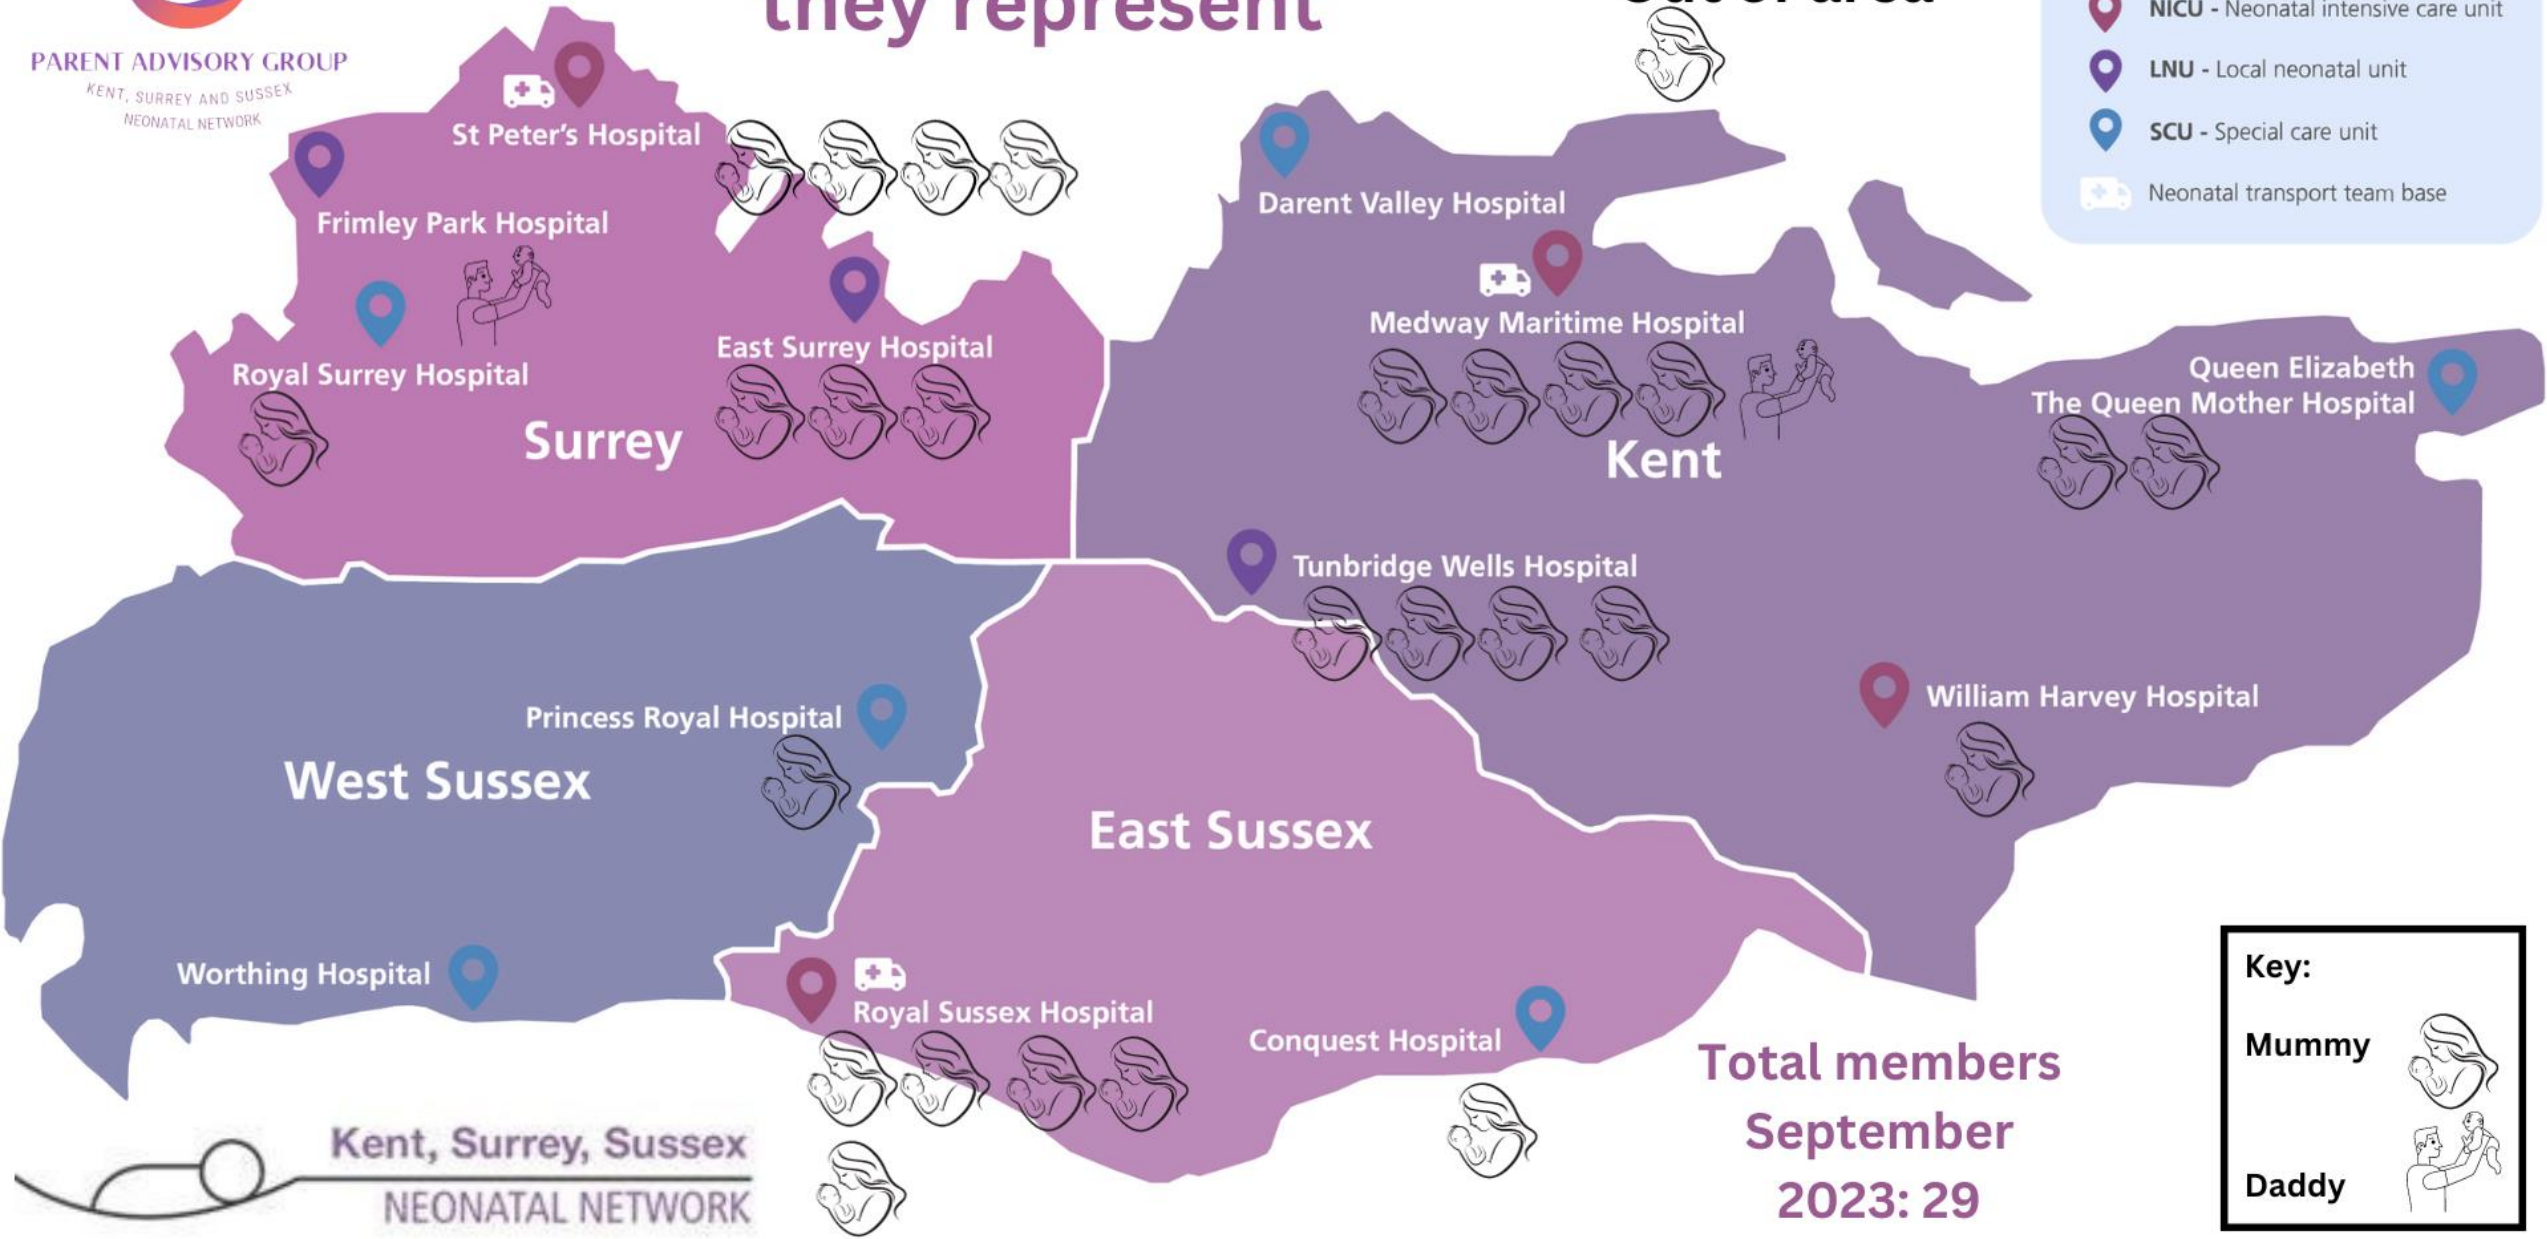 they represent
Out of area
PARENT ADVISORY GROUP
KENT, SURREY AND SUSSEX
NEONATAL NETWORK
NICU - Neonatal intensive care unit
LNU - Local neonatal unit
SCU - Special care unit
Neonatal transport team base
St Peter's Hospital
Frimley Park Hospital
Royal Surrey Hospital
East Surrey Hospital
Surrey
Darent Valley Hospital
Medway Maritime Hospital
Kent
Queen Elizabeth
The Queen Mother Hospital
Tunbridge Wells Hospital
William Harvey Hospital
Princess Royal Hospital
West Sussex
East Sussex
Worthing Hospital
Royal Sussex Hospital
Conquest Hospital
Kent, Surrey, Sussex
NEONATAL NETWORK
Total members
September
2023: 29
Key:
Mummy
Daddy